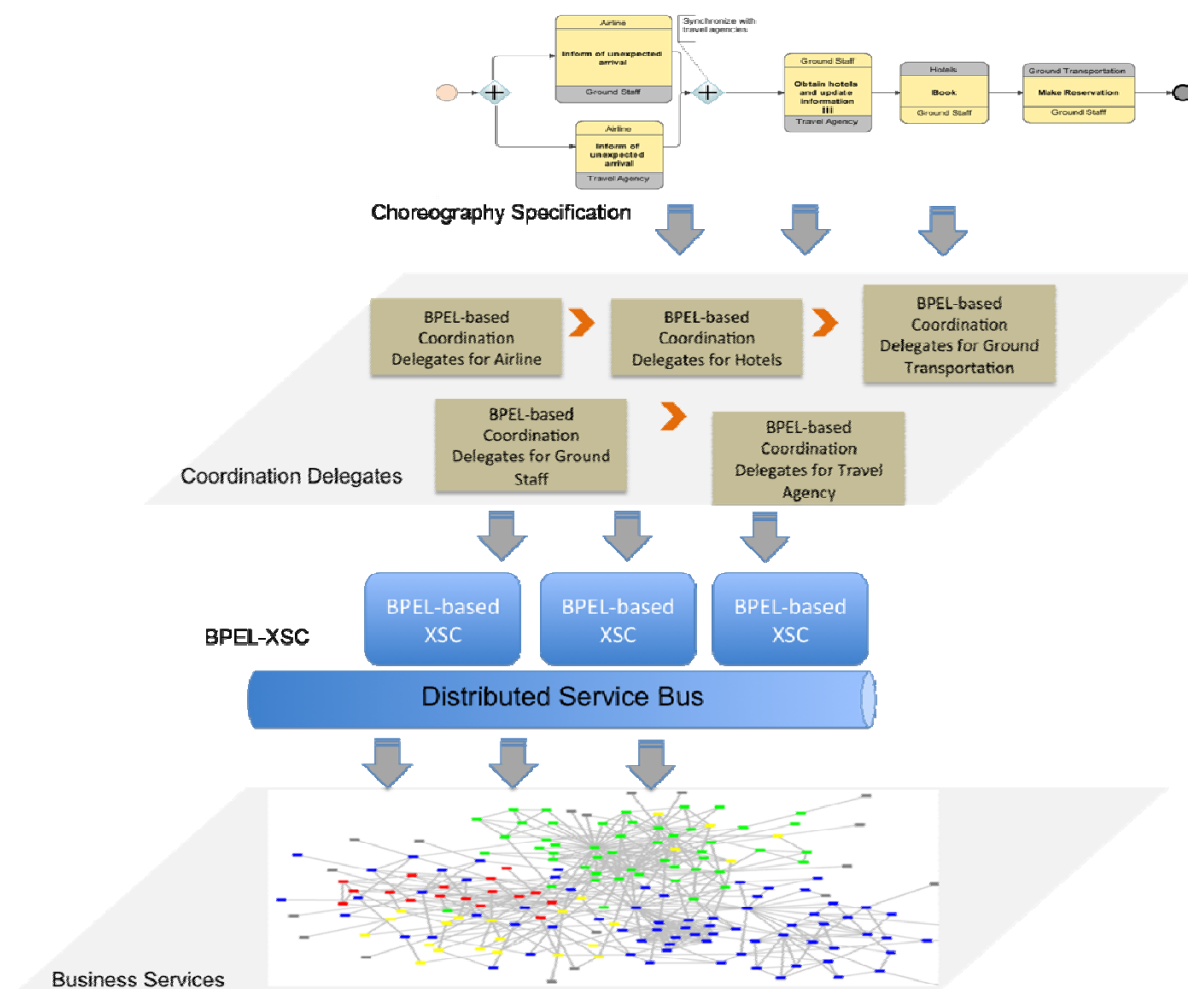 Airline
Inform of unexpected
arrival
Ground Staff
Synchronize with
travel agencies
Airline
Inform of
unexpected
arrival
Travel Agency
Ground Staff
Obtain hotels
and update
information
Travel Agency
Hotels
Book
Ground Staff
Ground Transportation
Make Reservation
Ground Staff
Choreography Specification
BPEL-based
Coordination
Delegates for Airline
BPEL-based
Coordination
Delegates for Hotels
BPEL-based
Coordination
Delegates for Ground
Transportation
BPEL-based
Coordination
Delegates for Ground
Staff
BPEL-based
Coordination
Delegates for Travel
Agency
Coordination Delegates
BPEL-based
XSC
BPEL-based
XSC
BPEL-based
XSC
BPEL-XSC
Distributed Service Bus
Business Services